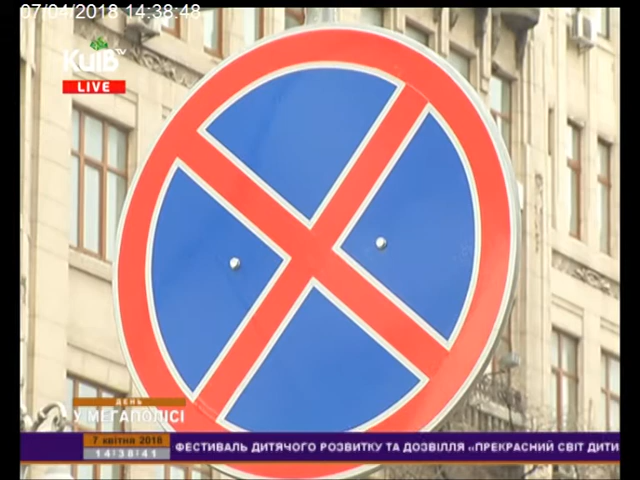 07/04/2018 14:38:48
КиїВ TV
LIVE
ДЕНЬ
У МЕГАПОЛІСІ
7 квітня 2018
14:38:41
ФЕСТИВАЛЬ ДИТЯЧОГО РОЗВИТКУ ТА ДОЗВІЛЛЯ «ПРЕКРАСНИЙ СВІТ ДИТИ